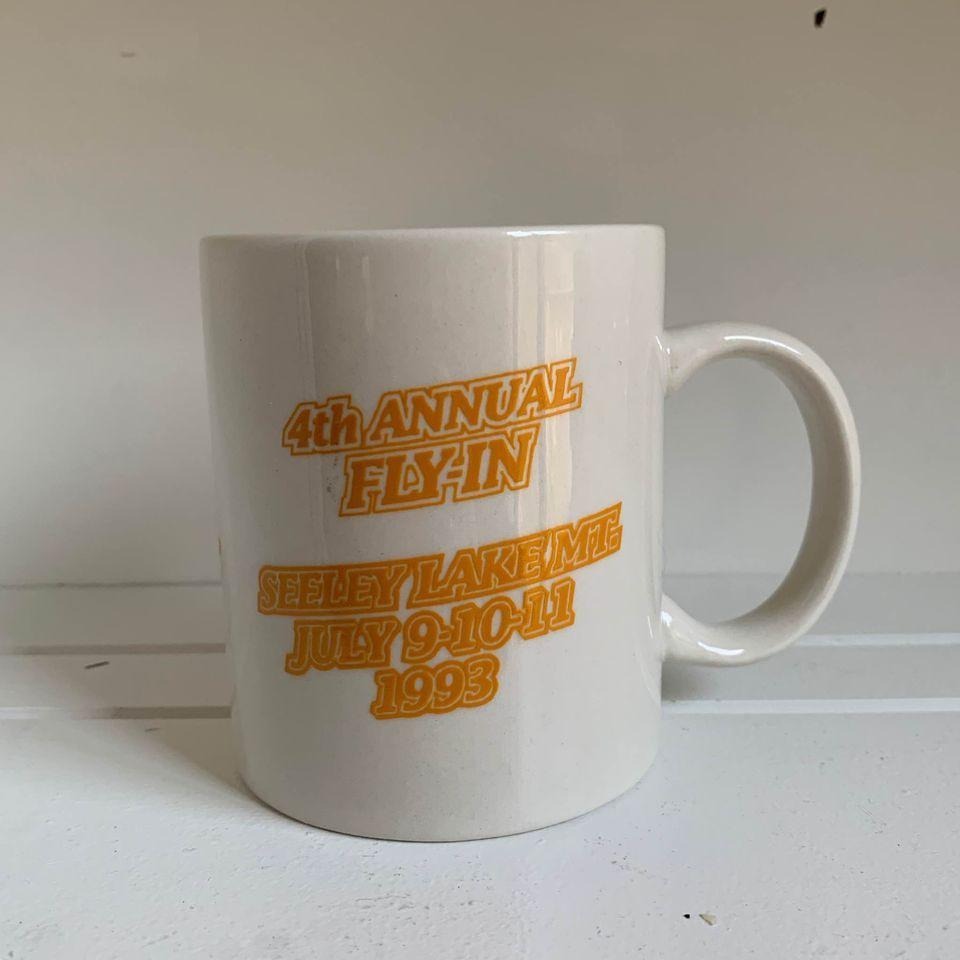 4th ANNUAL
FLY-IN
SEELEY LAKE MT.
JULY 9-10-11
1993